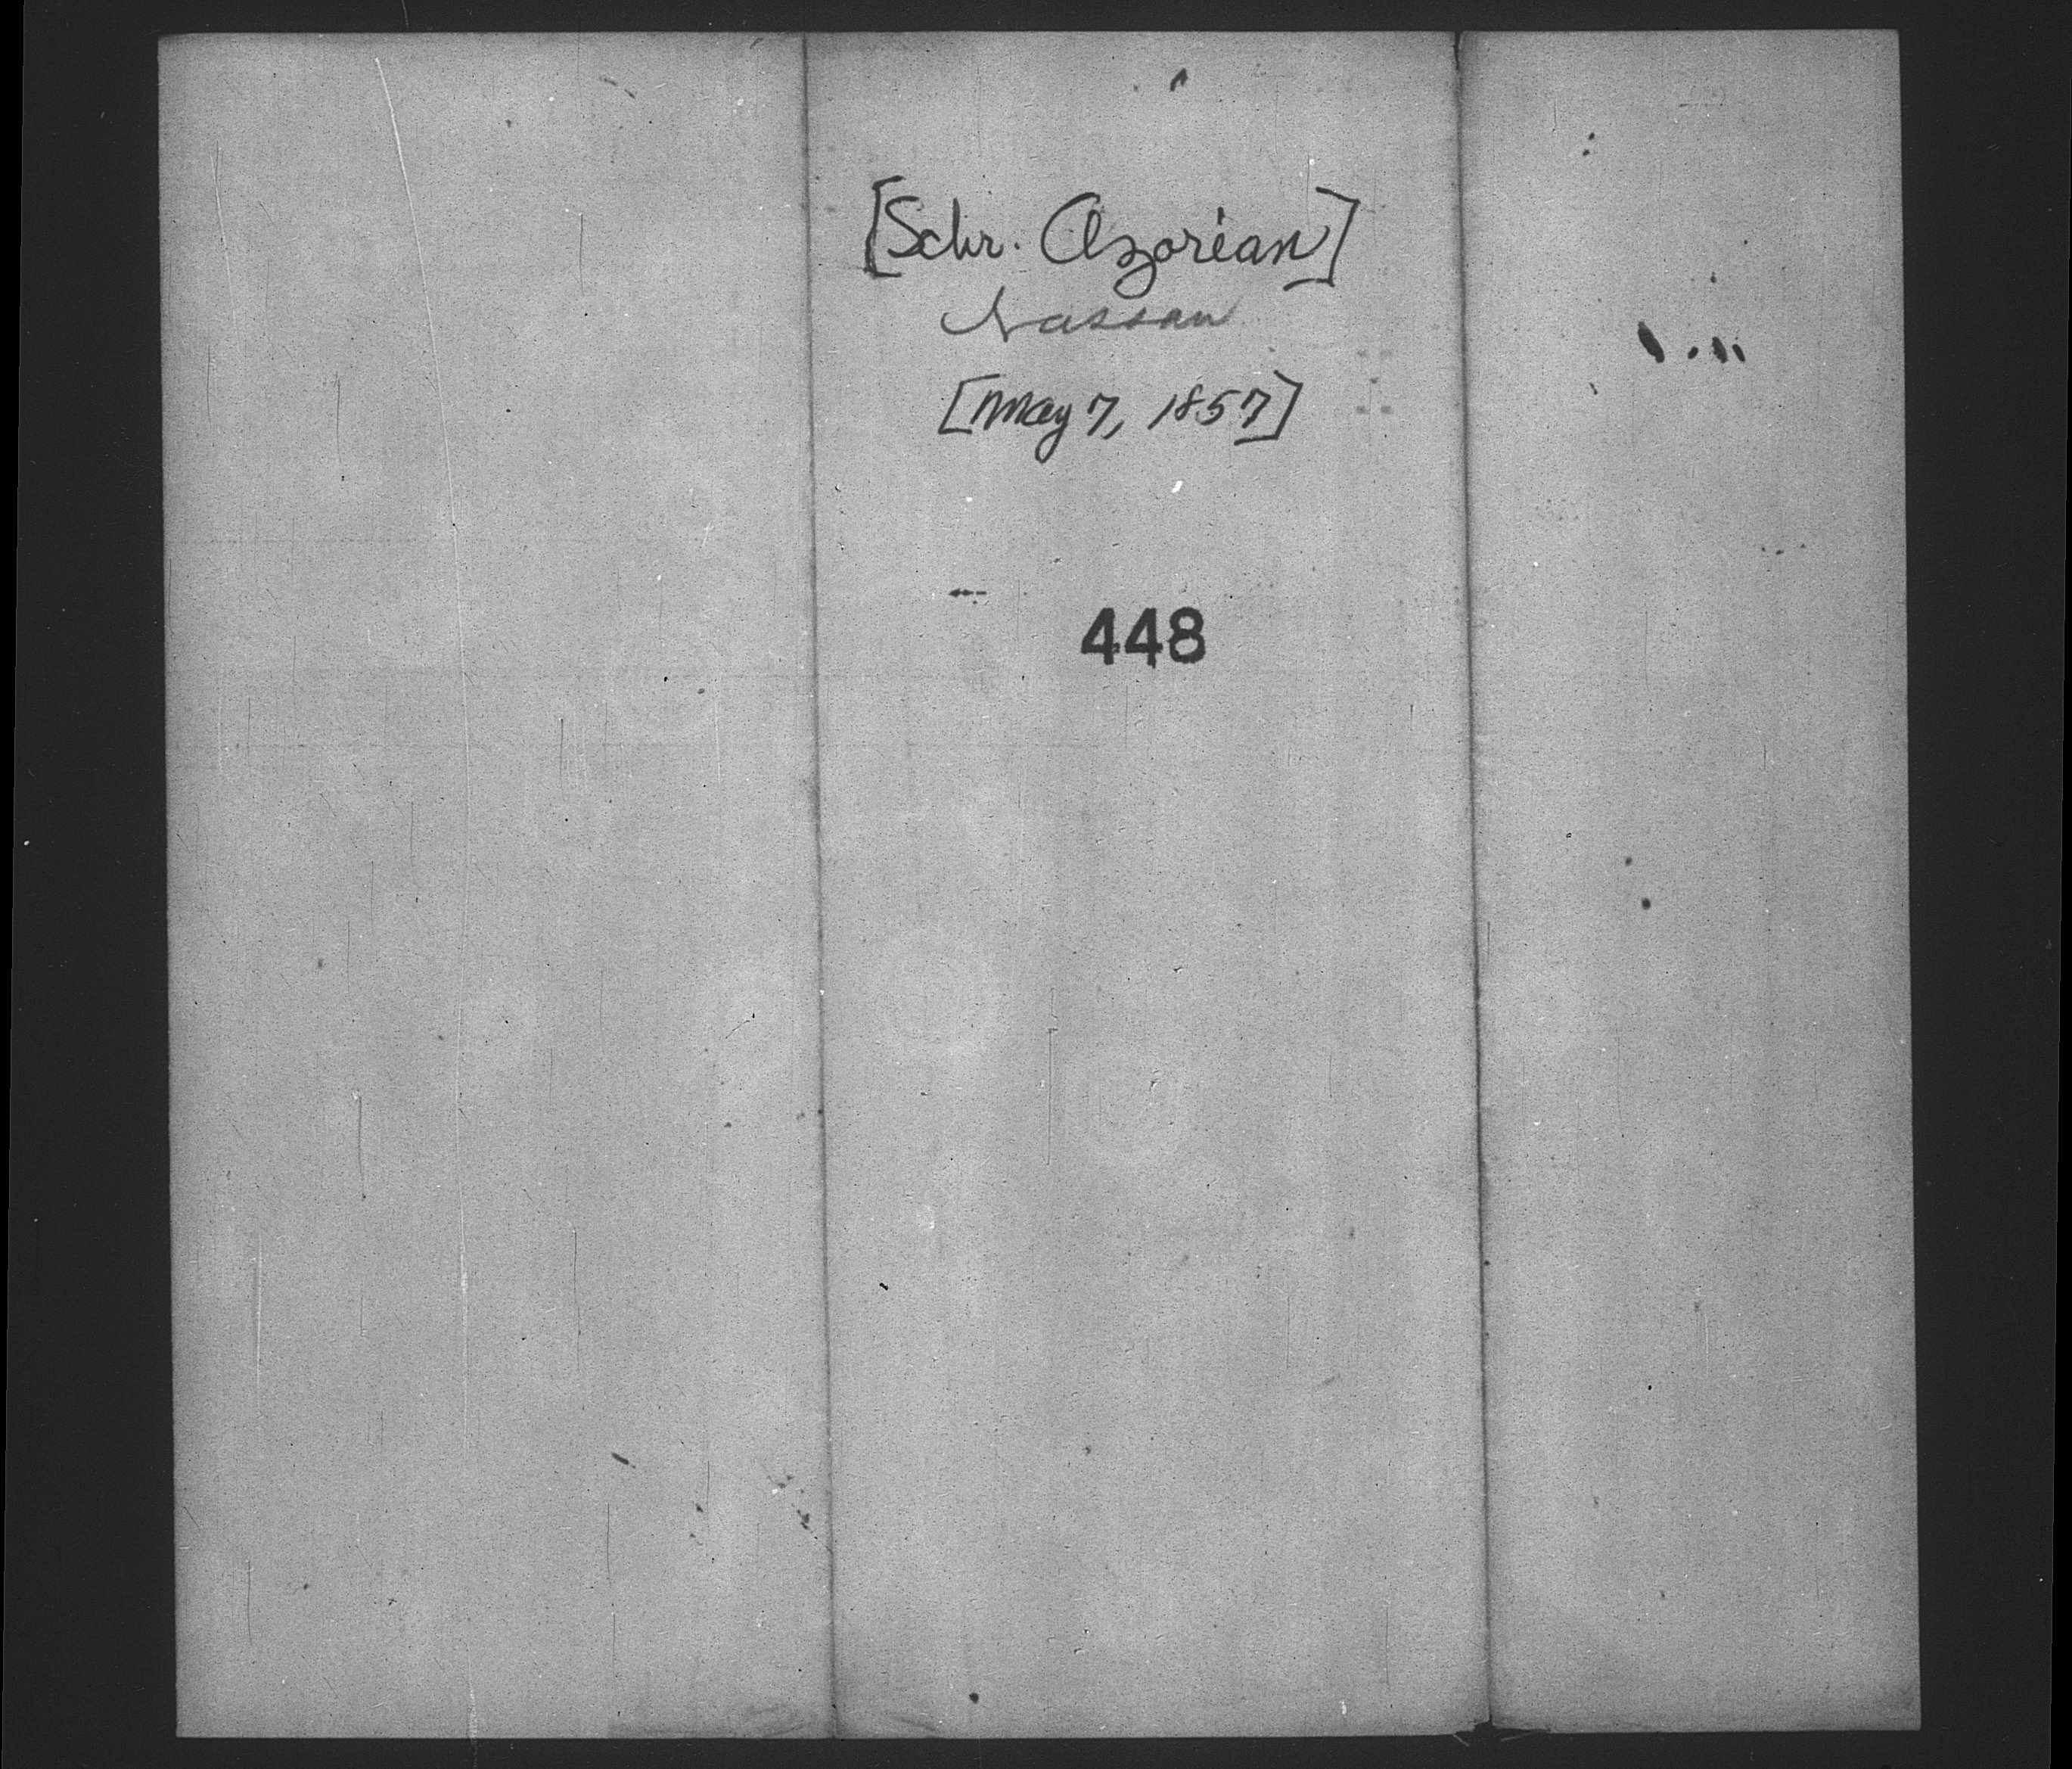 [Schr. Azorean]
Nassau
[May 7, 1857]
448